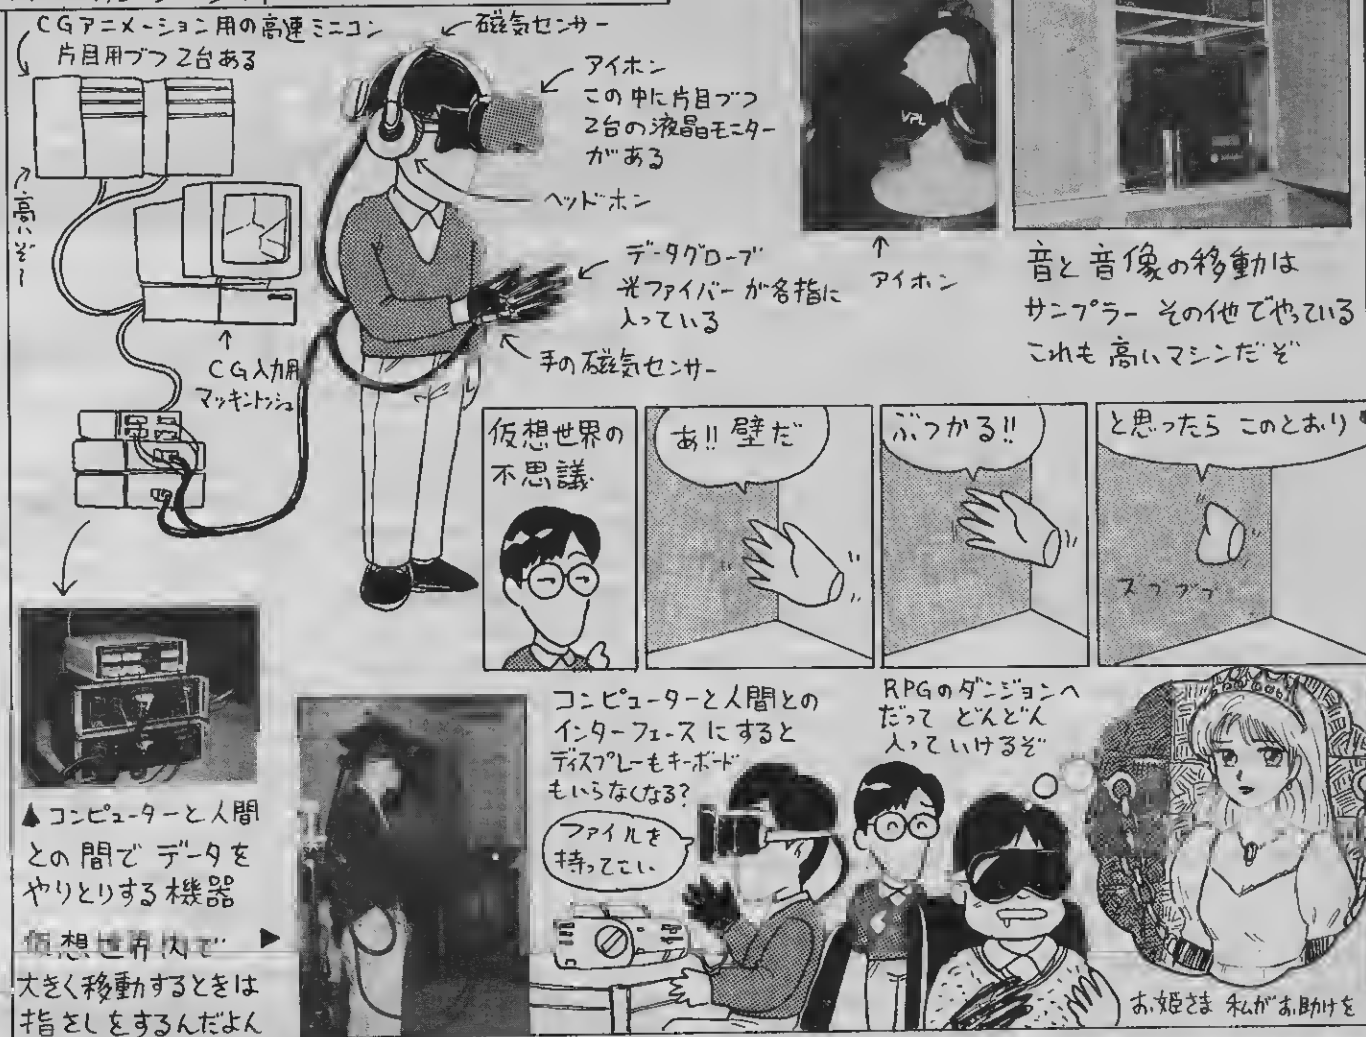 CGアニメーション用の高速ミニコン
片目用づつ2台ある
高いぞ〜
磁気センサー
アイホン
この中に片目づつ
2台の液晶モニター
がある
ヘッドホン
データグローブ
光ファイバーが各指に
入っている
手の磁気センサー
CG入力用
マッキントッシュ
VPL
アイホン
音と音像の移動は
サンプラーその他でやっている
これも高いマシンだぞ
仮想世界の
不思議
あ!!壁だ
ぶつかる!!
と思ったらこのとおり
ズブブブ
▲コンピューターと人間
との間でデータを
やりとりする機器
仮想世界内で▶
大きく移動するときは
指さしをするんだよん
コンピューターと人間との
インターフェースにすると
ディスプレーもキーボード
もいらなくなる?
ファイルを
持ってこい
RPGのダンジョンへ
だってどんどん
入っていけるぞ
お姫さま 私がお助けを